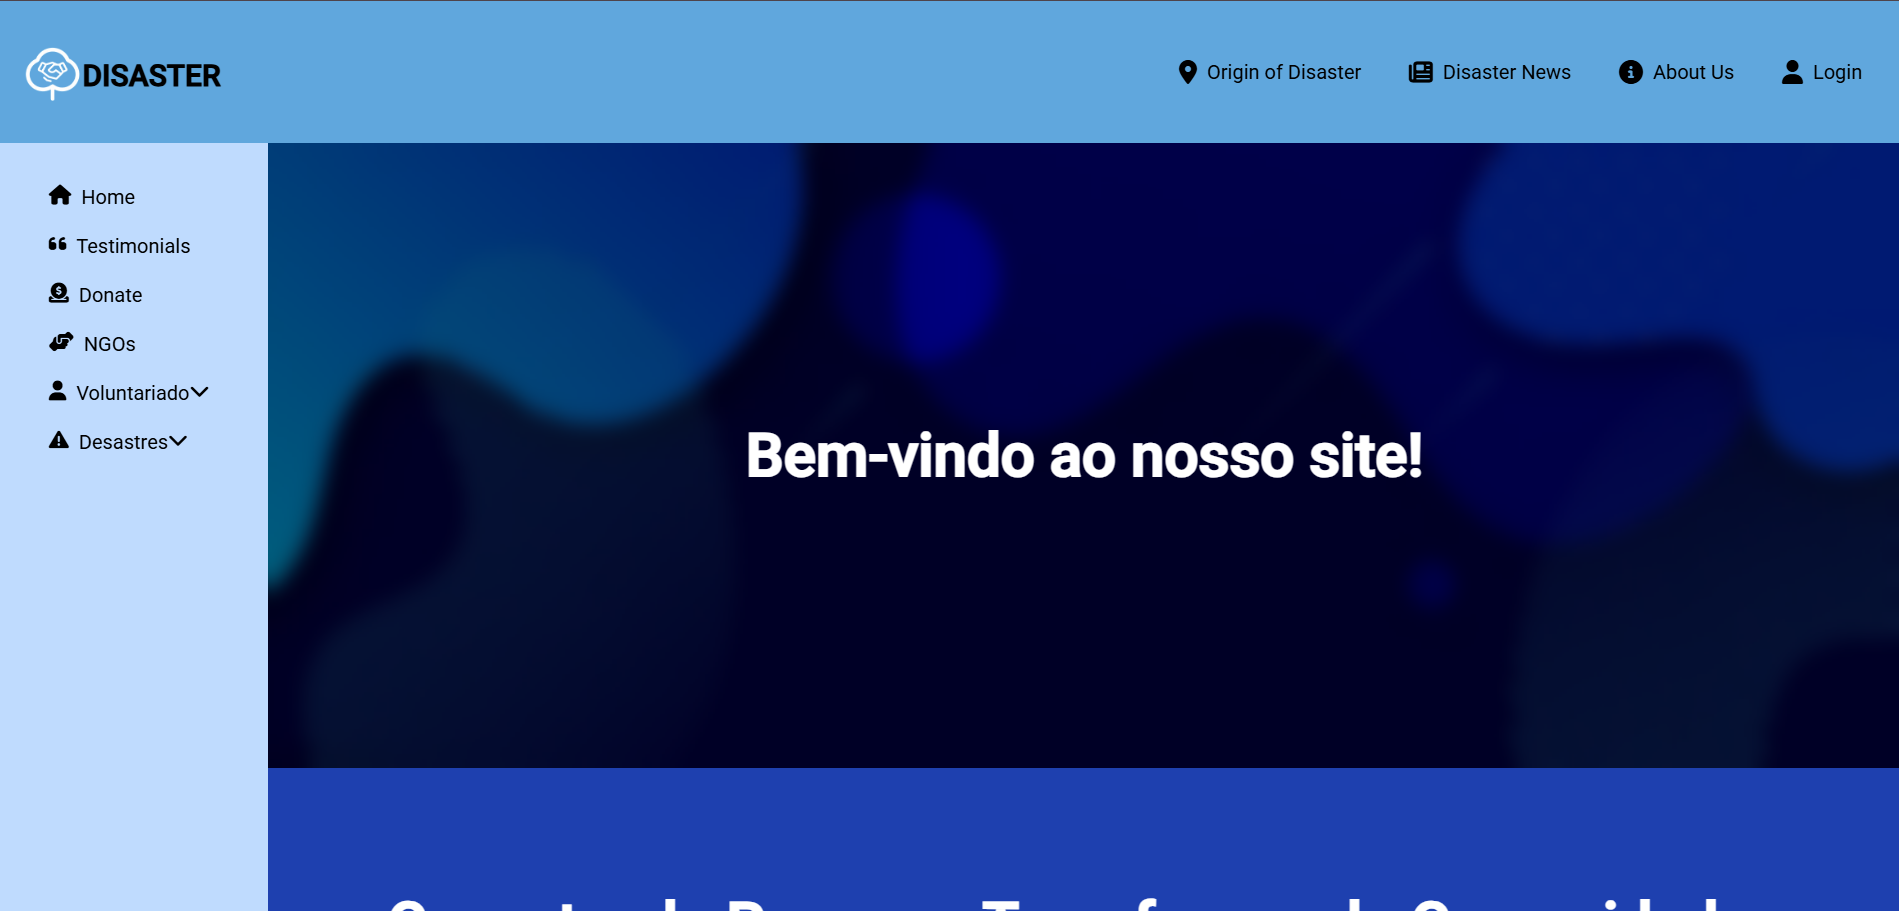 DISASTER
Origin of Disaster
Disaster News
About Us
Login
Home
Testimonials
Donate
NGOs
Voluntariado
Desastres
Bem-vindo ao nosso site!